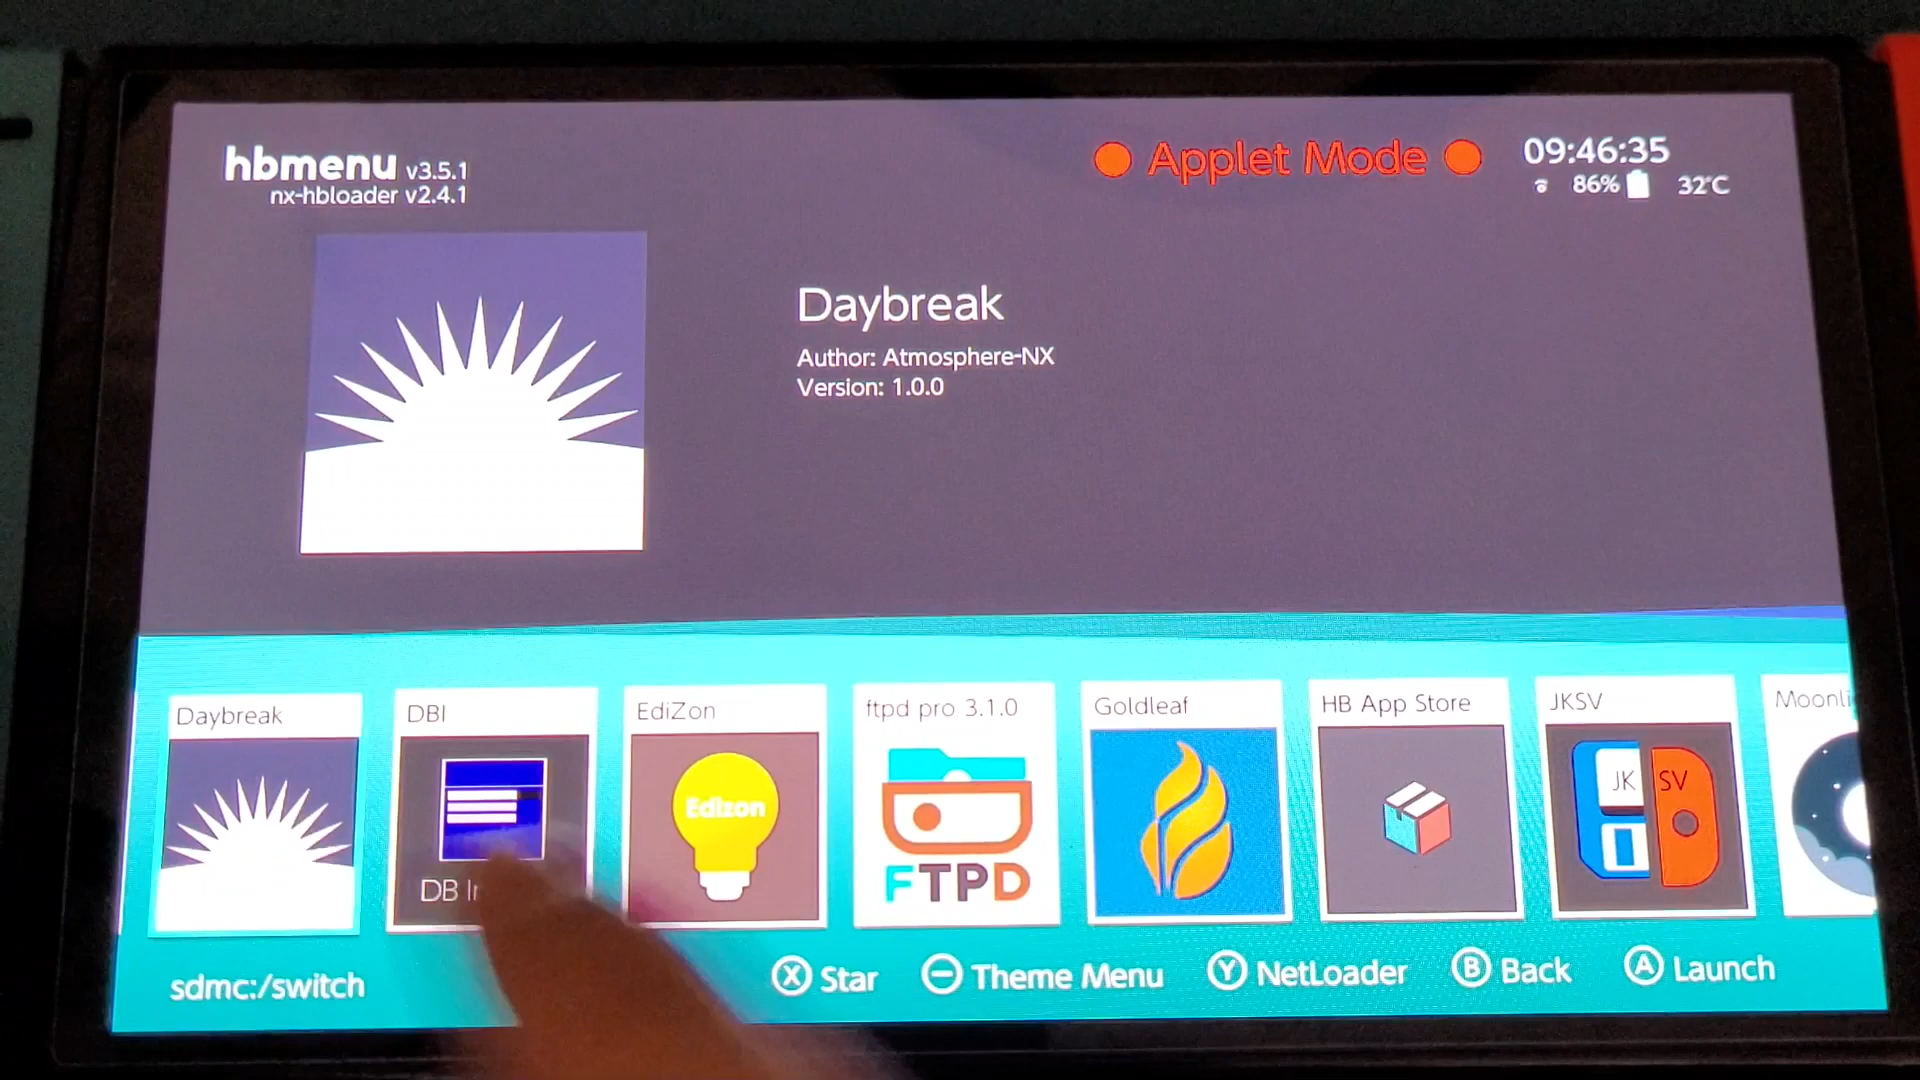 hbmenu v3.5.1
nx-hbloader v2.4.1
Applet Mode
09:46:35
86% 32°C
Daybreak
Author: Atmosphere-NX
Version: 1.0.0
Daybreak
DBI
DB
EdiZon
Edizon
ftpd pro 3.1.0
FTPD
Goldleaf
HB App Store
JKSV
JK SV
Moonli
sdmc:/switch
X Star
Theme Menu
Y NetLoader
B Back
A Launch